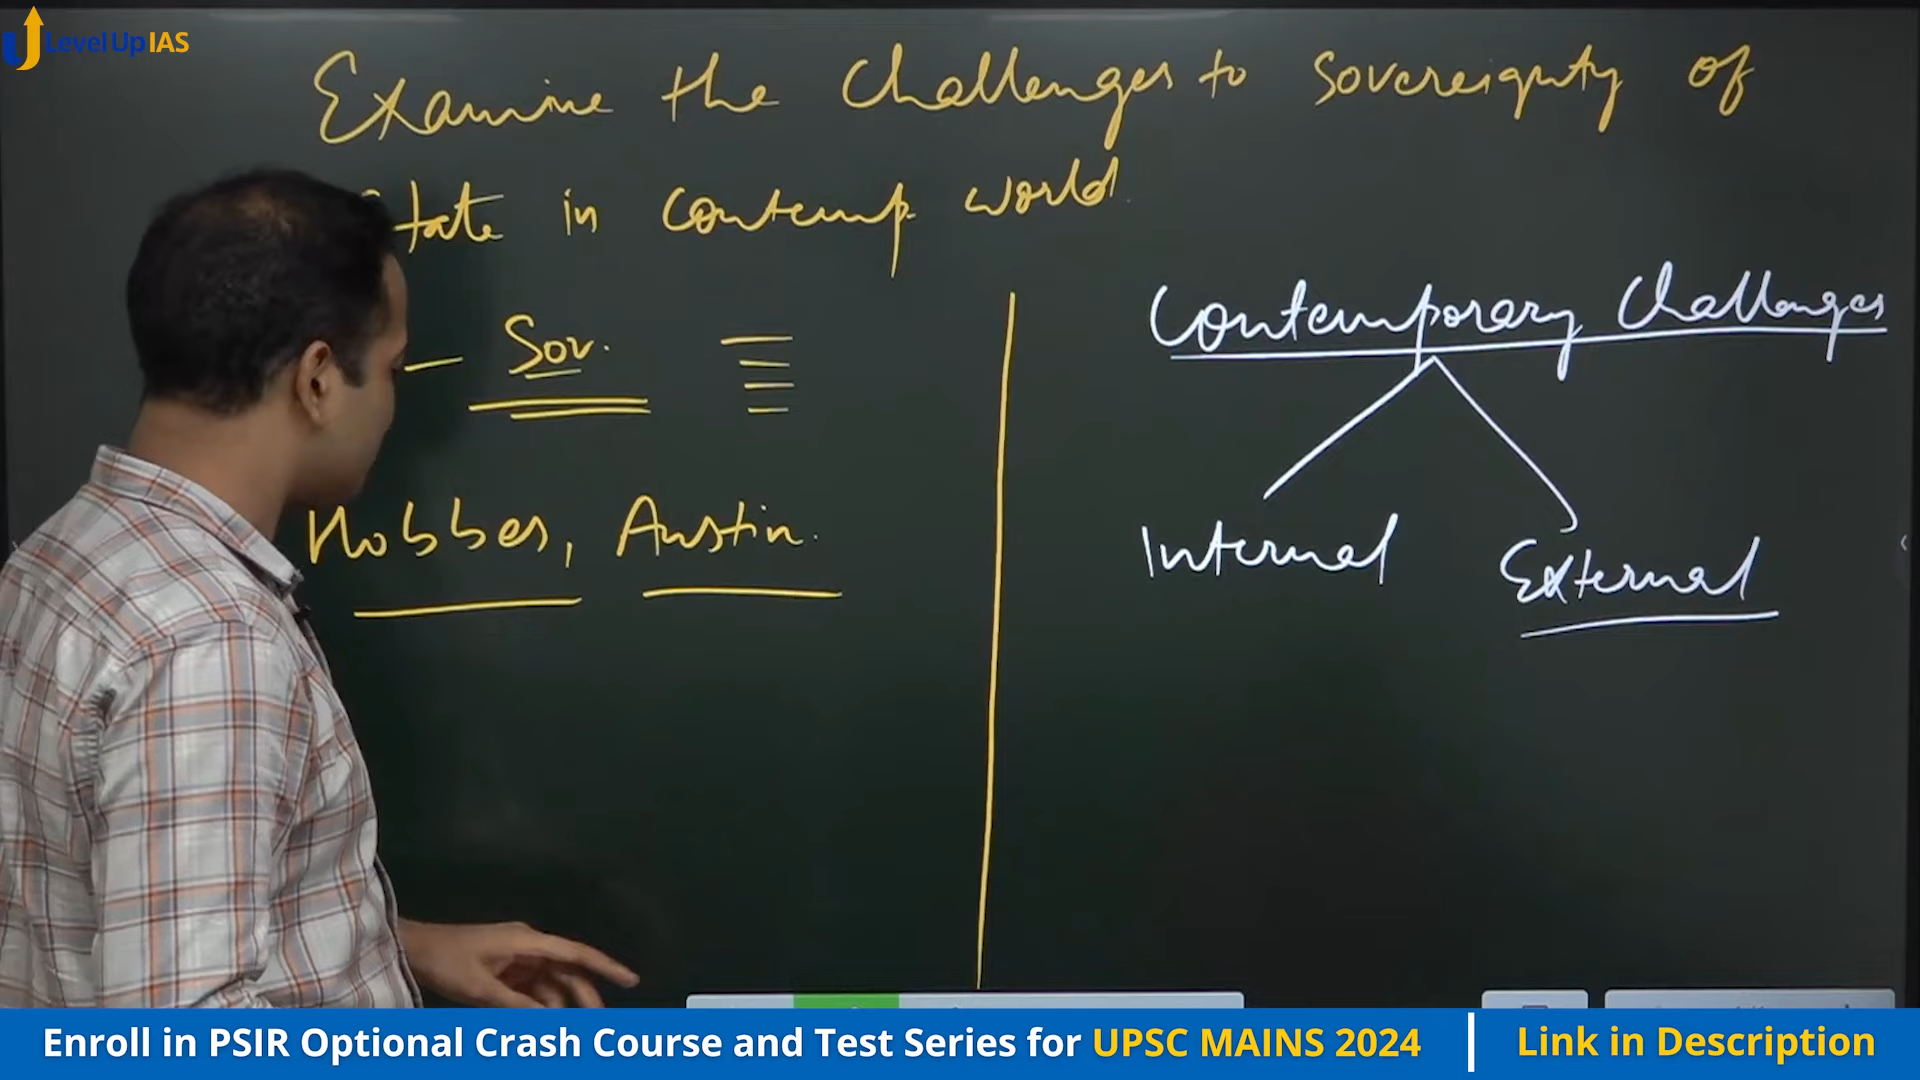 Level Up IAS
Examine the Challenges to Sovereignty of
State in Contemp. world.
— Sov.
Hobbes, Austin.
Contemporary Challenges
Internal
External
Enroll in PSIR Optional Crash Course and Test Series for UPSC MAINS 2024 | Link in Description